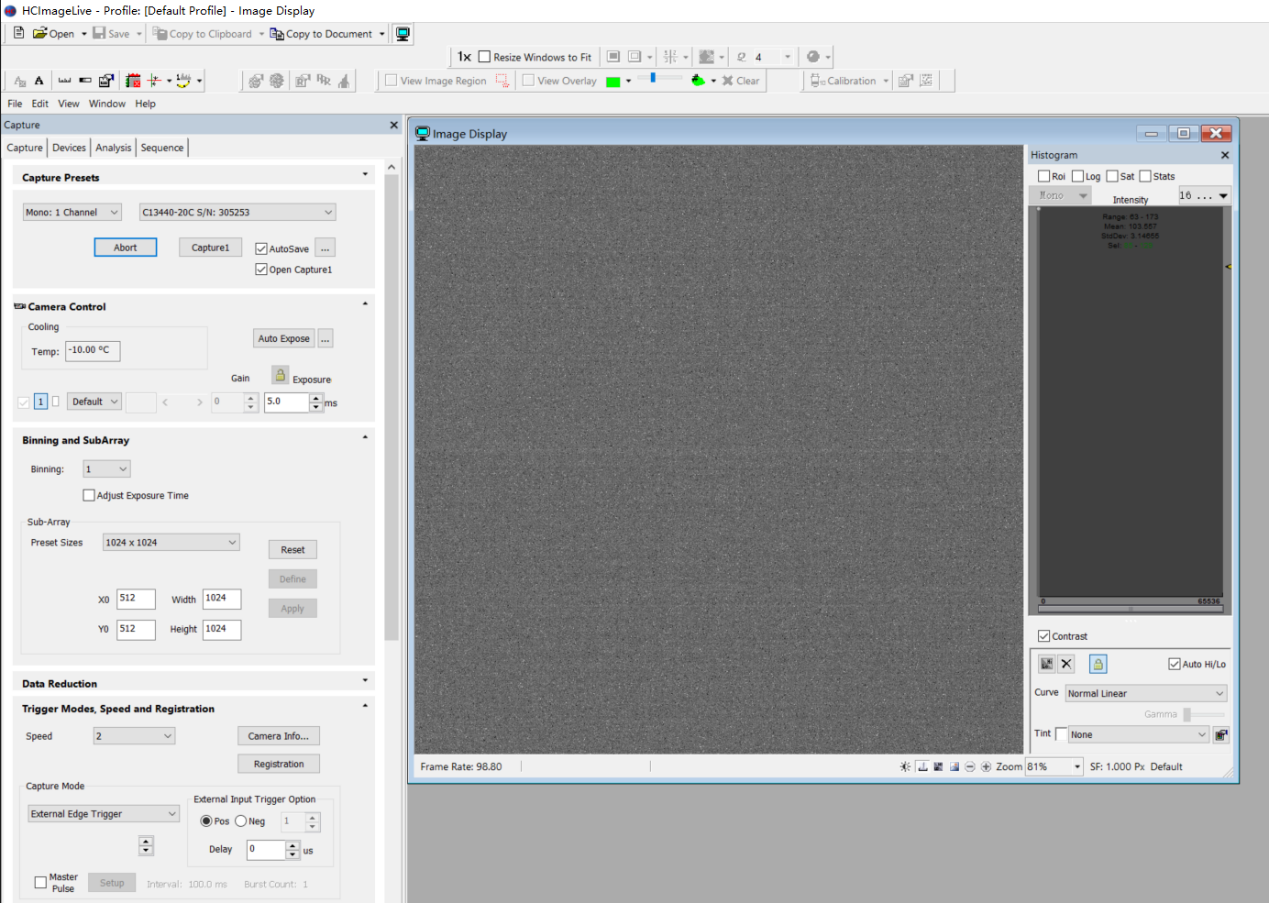 HCImageLive - Profile: [Default Profile] - Image Display
Open Save Copy to Clipboard Copy to Document
1x Resize Windows to Fit 4
View Image Region View Overlay Clear Calibration
File Edit View Window Help
Capture
Capture Devices Analysis Sequence
Capture Presets
Mono: 1 Channel C13440-20C S/N: 305253
Abort Capture1 AutoSave ...
Open Capture1
Camera Control
Cooling
Temp: -10.00 ºC
Auto Expose ...
Gain Exposure
1 Default 0 5.0 ms
Binning and SubArray
Binning: 1
Adjust Exposure Time
Sub-Array
Preset Sizes 1024 x 1024 Reset
Define
X0 512 Width 1024 Apply
Y0 512 Height 1024
Data Reduction
Trigger Modes, Speed and Registration
Speed 2 Camera Info...
Registration
Capture Mode
External Edge Trigger
External Input Trigger Option
Pos Neg 1
Delay 0 us
Master Pulse Setup Interval: 100.0 ms Burst Count: 1
Image Display
Histogram
Roi Log Sat Stats
Mono Intensity 16 ...
Range: 63 - 173
Mean: 103.567
StdDev: 3.14655
Sel:
0 65536
Contrast
Auto Hi/Lo
Curve Normal Linear
Gamma
Tint None
Frame Rate: 98.80 Zoom 81% SF: 1.000 Px Default